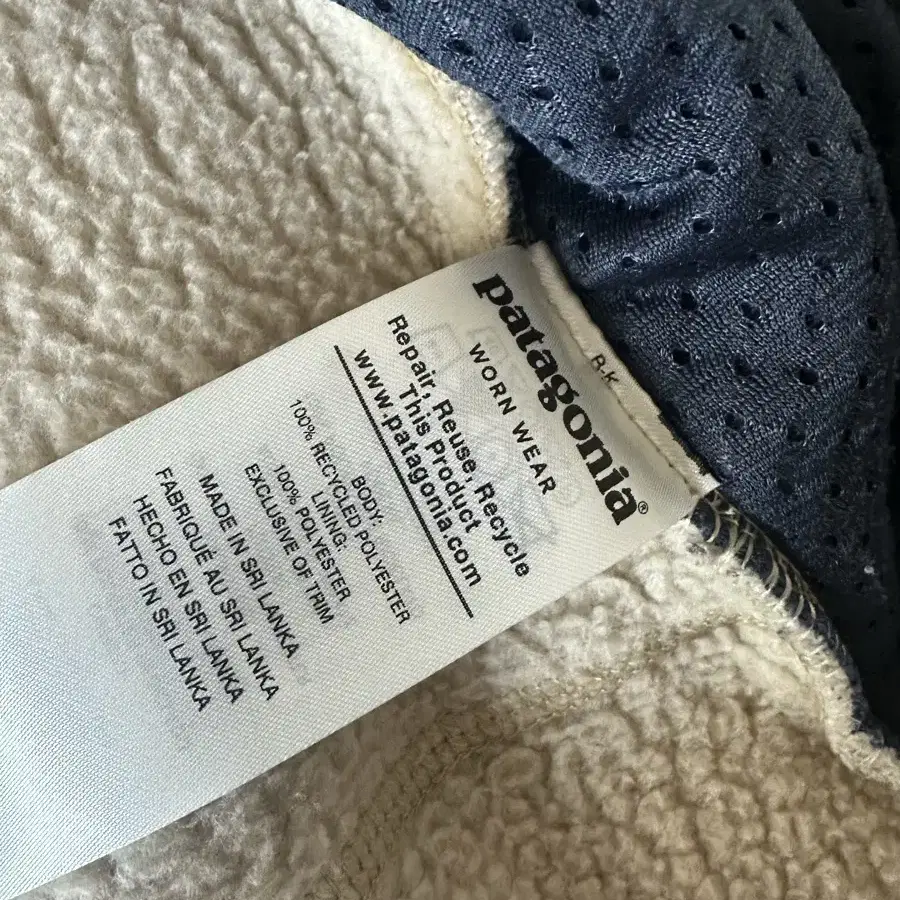 patagonia®
WORN WEAR
Repair, Reuse, Recycle
This Product
www.patagonia.com
BODY:
100% RECYCLED POLYESTER
LINING:
100% POLYESTER
EXCLUSIVE OF TRIM
MADE IN SRI LANKA
FABRIQUÉ AU SRI LANKA
HECHO EN SRI LANKA
FATTO IN SRI LANKA
R-K